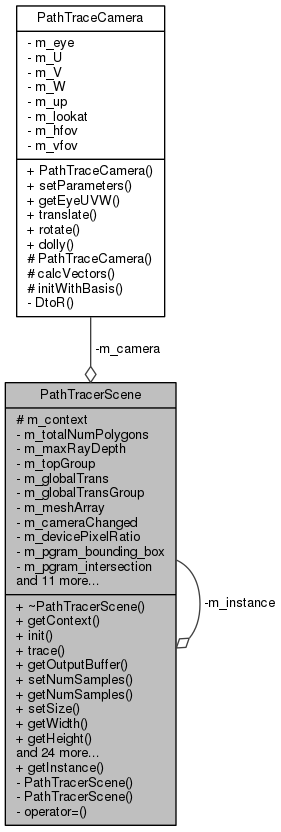 PathTraceCamera
- m_eye
- m_U
- m_V
- m_W
- m_up
- m_lookat
- m_hfov
- m_vfov
+ PathTraceCamera()
+ setParameters()
+ getEyeUVW()
+ translate()
+ rotate()
+ dolly()
# PathTraceCamera()
# calcVectors()
# initWithBasis()
- DtoR()
-m_camera
PathTracerScene
# m_context
- m_totalNumPolygons
- m_maxRayDepth
- m_topGroup
- m_globalTrans
- m_globalTransGroup
- m_meshArray
- m_cameraChanged
- m_devicePixelRatio
- m_pgram_bounding_box
- m_pgram_intersection
and 11 more...
-m_instance
+ ~PathTracerScene()
+ getContext()
+ init()
+ trace()
+ getOutputBuffer()
+ setNumSamples()
+ getNumSamples()
+ setSize()
+ getWidth()
+ getHeight()
and 24 more...
+ getInstance()
- PathTracerScene()
- PathTracerScene()
- operator=()